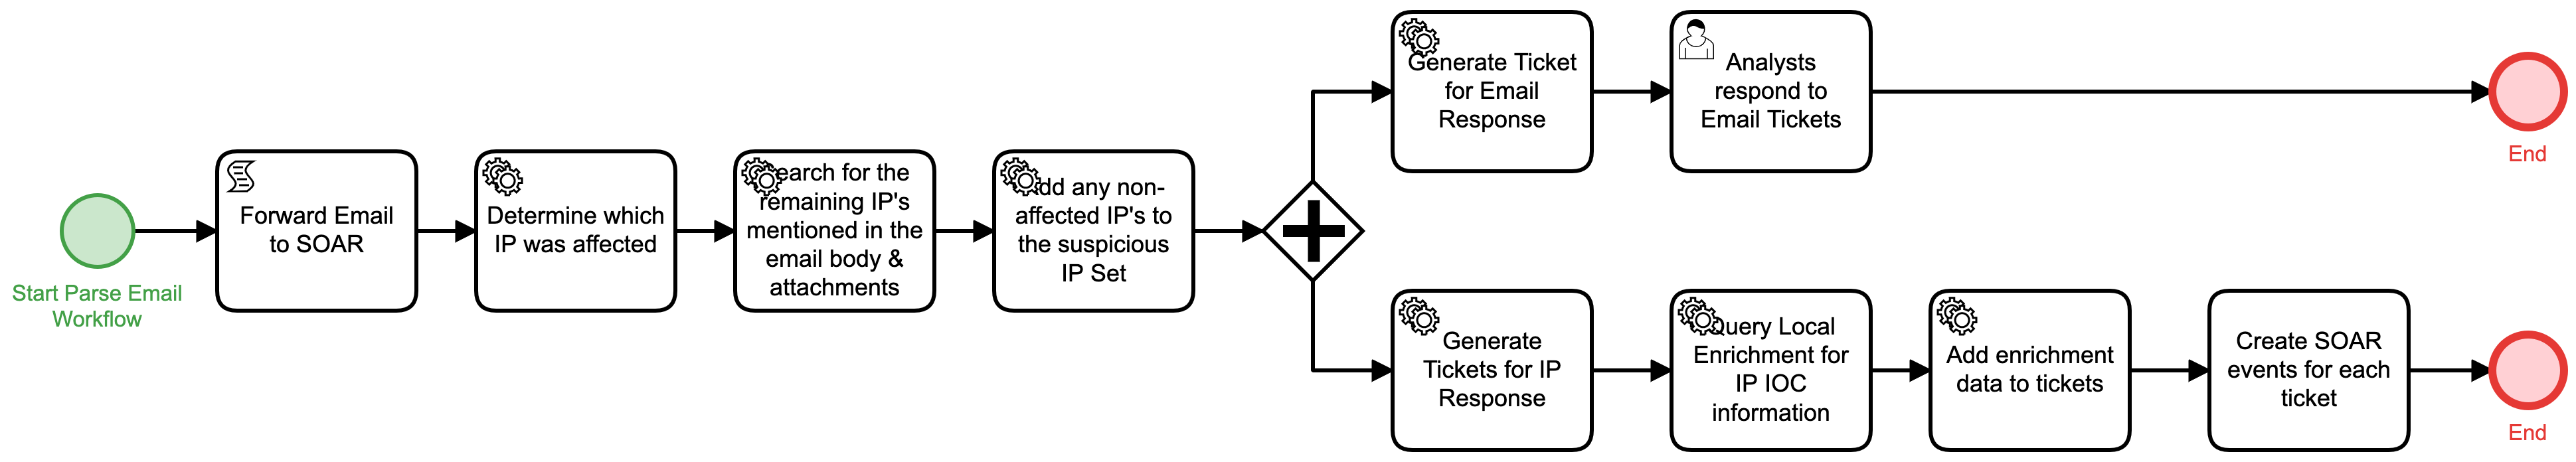 Start Parse Email
Workflow
Forward Email
to SOAR
Determine which
IP was affected
Search for the
remaining IP's
mentioned in the
email body &
attachments
Add any non-
affected IP's to
the suspicious
IP Set
Generate Ticket
for Email
Response
Analysts
respond to
Email Tickets
End
Generate
Tickets for IP
Response
Query Local
Enrichment for
IP IOC
information
Add enrichment
data to tickets
Create SOAR
events for each
ticket
End